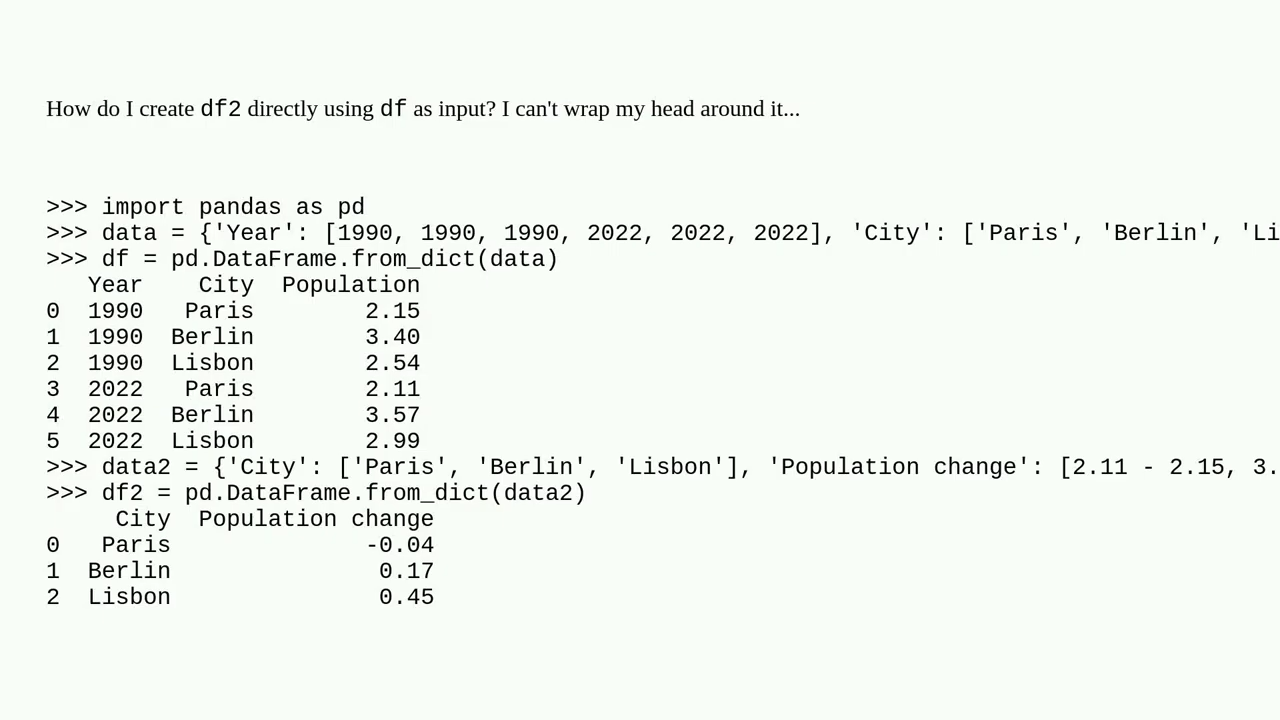 How do I create df2 directly using df as input? I can't wrap my head around it...
>>> import pandas as pd
>>> data = {'Year': [1990, 1990, 1990, 2022, 2022, 2022], 'City': ['Paris', 'Berlin', 'Li
>>> df = pd.DataFrame.from_dict(data)
   Year    City  Population
0  1990   Paris        2.15
1  1990  Berlin        3.40
2  1990  Lisbon        2.54
3  2022   Paris        2.11
4  2022  Berlin        3.57
5  2022  Lisbon        2.99
>>> data2 = {'City': ['Paris', 'Berlin', 'Lisbon'], 'Population change': [2.11 - 2.15, 3.
>>> df2 = pd.DataFrame.from_dict(data2)
     City  Population change
0   Paris              -0.04
1  Berlin               0.17
2  Lisbon               0.45